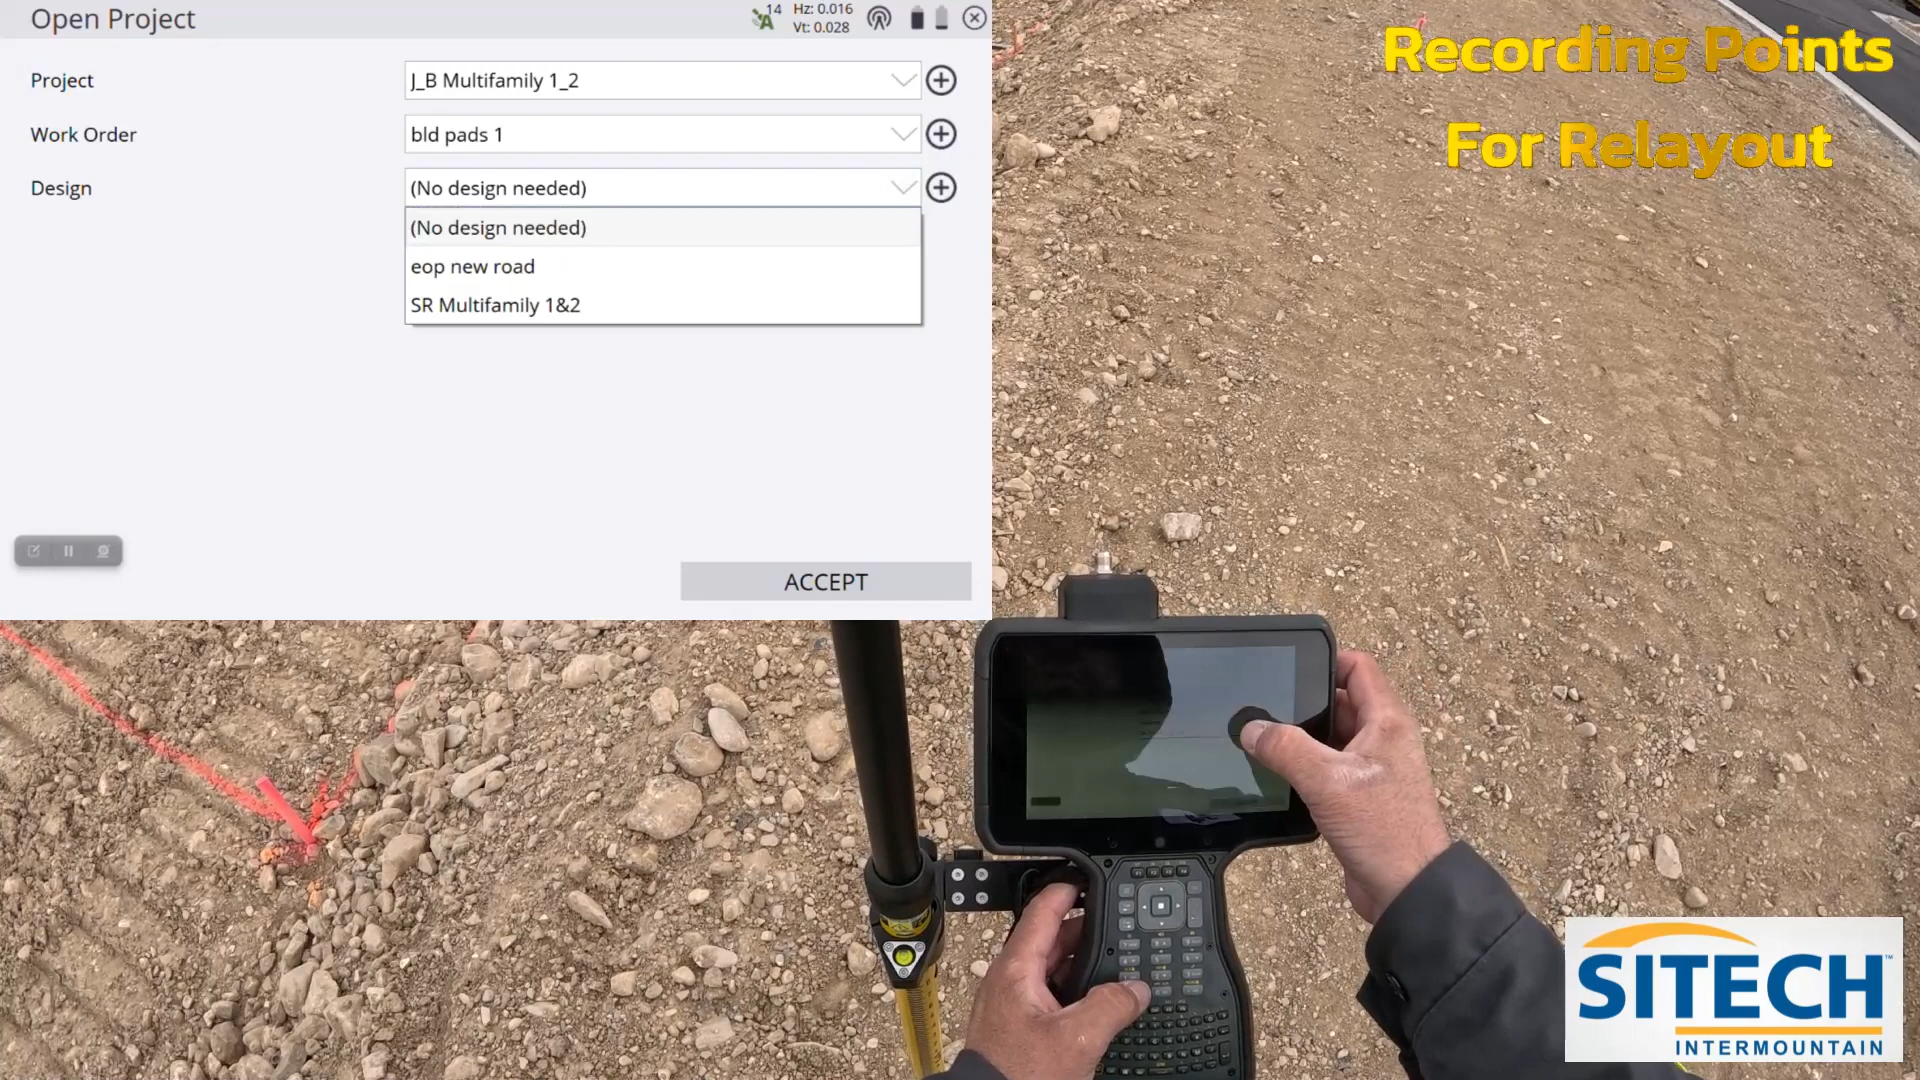 Open Project
14
Hz: 0.016
Vt: 0.028
Project
J_B Multifamily 1_2
Work Order
bld pads 1
Design
(No design needed)
(No design needed)
eop new road
SR Multifamily 1&2
ACCEPT
Recording Points
For Relayout
SITECH™
INTERMOUNTAIN